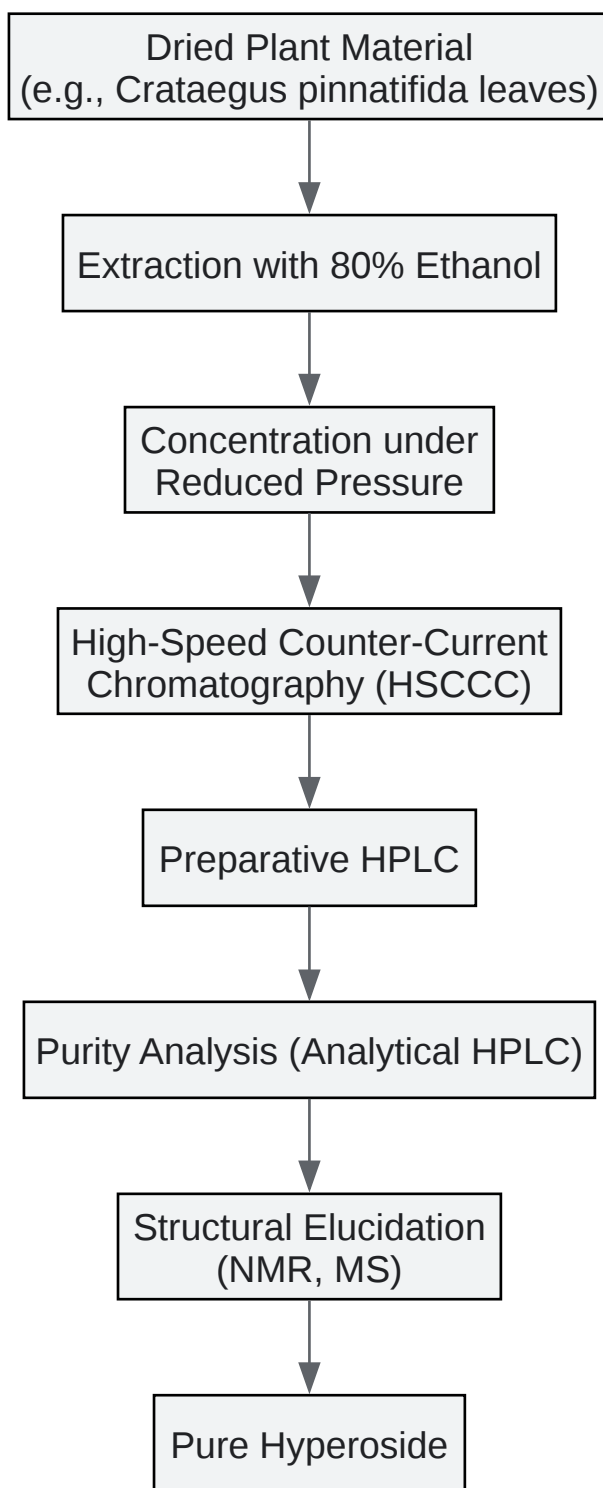 Dried Plant Material
(e.g., Crataegus pinnatifida leaves)
Extraction with 80% Ethanol
Concentration under
Reduced Pressure
High-Speed Counter-Current
Chromatography (HSCCC)
Preparative HPLC
Purity Analysis (Analytical HPLC)
Structural Elucidation
(NMR, MS)
Pure Hyperoside